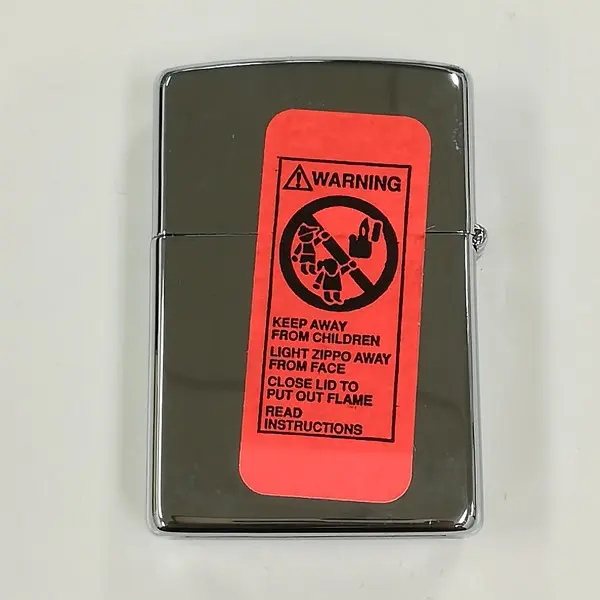 WARNING
KEEP AWAY
FROM CHILDREN
LIGHT ZIPPO AWAY
FROM FACE
CLOSE LID TO
PUT OUT FLAME
READ
INSTRUCTIONS